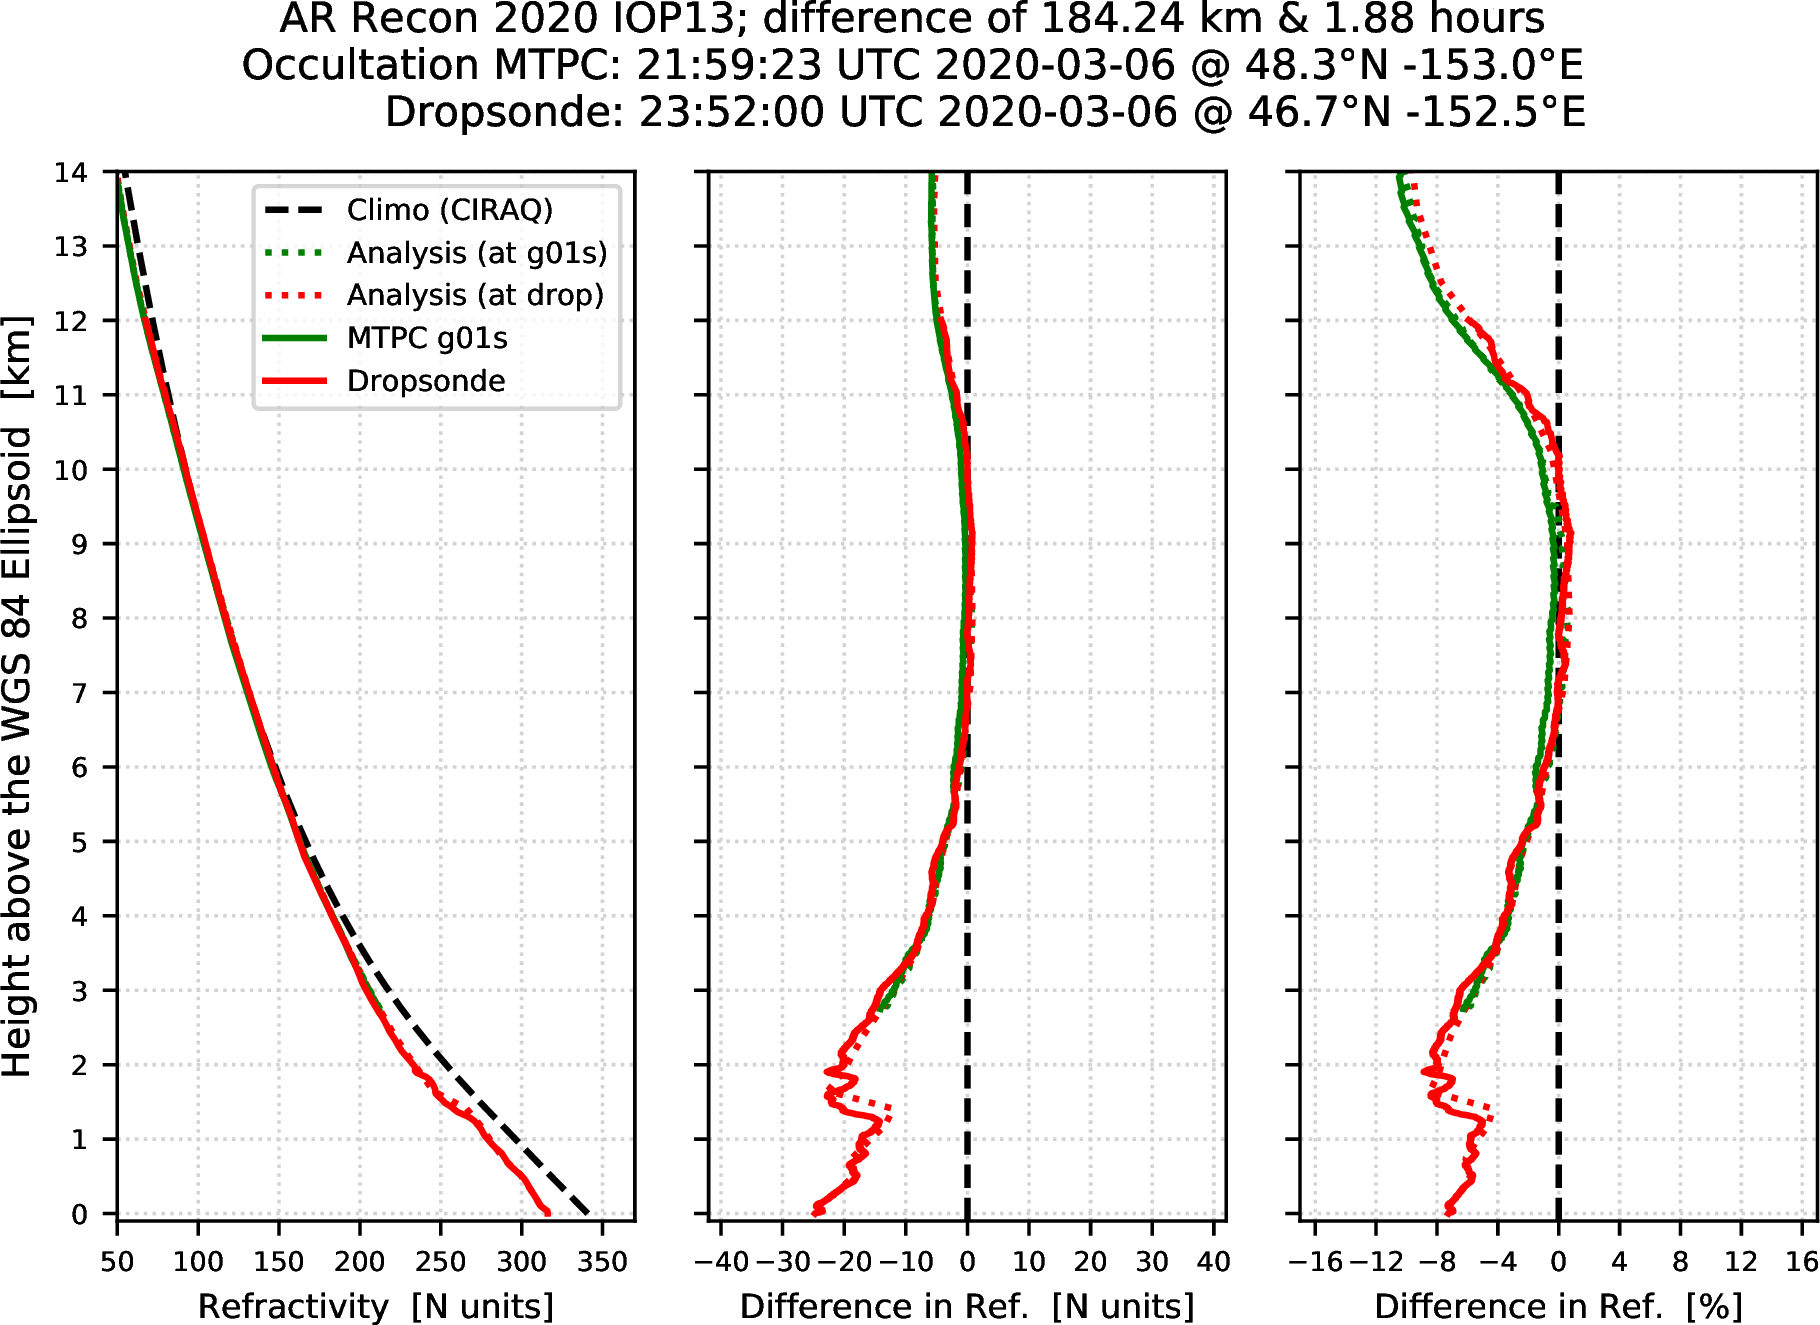 AR Recon 2020 IOP13; difference of 184.24 km & 1.88 hours
Occultation MTPC: 21:59:23 UTC 2020-03-06 @ 48.3°N -153.0°E
Dropsonde: 23:52:00 UTC 2020-03-06 @ 46.7°N -152.5°E
Height above the WGS 84 Ellipsoid [km]
14
13
12
11
10
9
8
7
6
5
4
3
2
1
0
Climo (CIRAQ)
Analysis (at g01s)
Analysis (at drop)
MTPC g01s
Dropsonde
50 100 150 200 250 300 350
Refractivity [N units]
−40 −30 −20 −10 0 10 20 30 40
Difference in Ref. [N units]
−16 −12 −8 −4 0 4 8 12 16
Difference in Ref. [%]